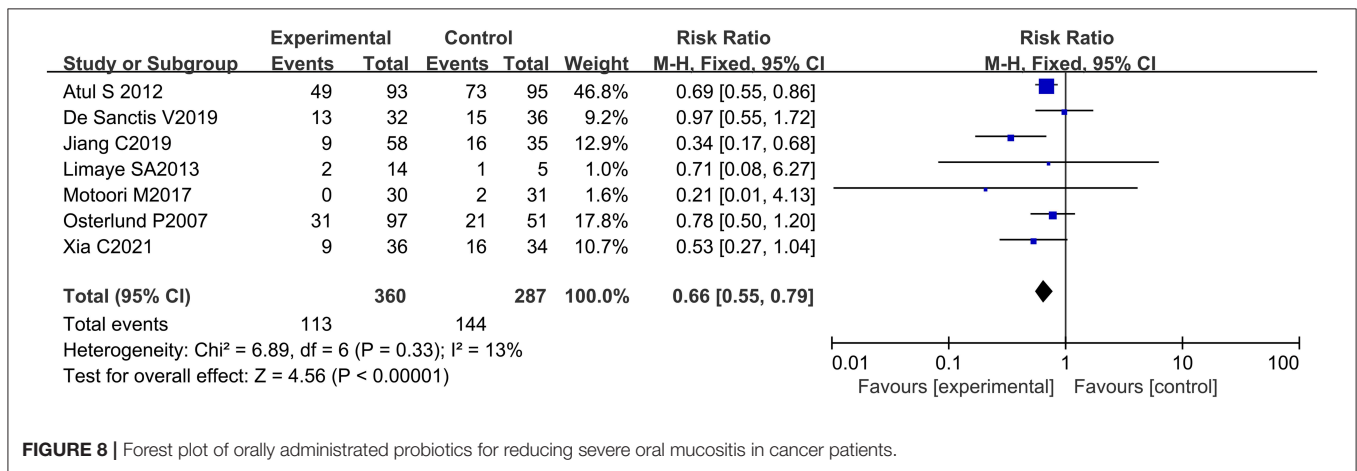 Experimental Control Risk Ratio Risk Ratio
Study or Subgroup Events Total Events Total Weight M-H, Fixed, 95% CI M-H, Fixed, 95% CI
Atul S 2012 49 93 73 95 46.8% 0.69 [0.55, 0.86]
De Sanctis V2019 13 32 15 36 9.2% 0.97 [0.55, 1.72]
Jiang C2019 9 58 16 35 12.9% 0.34 [0.17, 0.68]
Limaye SA2013 2 14 1 5 1.0% 0.71 [0.08, 6.27]
Motoori M2017 0 30 2 31 1.6% 0.21 [0.01, 4.13]
Osterlund P2007 31 97 21 51 17.8% 0.78 [0.50, 1.20]
Xia C2021 9 36 16 34 10.7% 0.53 [0.27, 1.04]
Total (95% CI) 360 287 100.0% 0.66 [0.55, 0.79]
Total events 113 144
Heterogeneity: Chi² = 6.89, df = 6 (P = 0.33); I² = 13%
Test for overall effect: Z = 4.56 (P < 0.00001)
0.01 0.1 1 10 100
Favours [experimental] Favours [control]
FIGURE 8 | Forest plot of orally administrated probiotics for reducing severe oral mucositis in cancer patients.